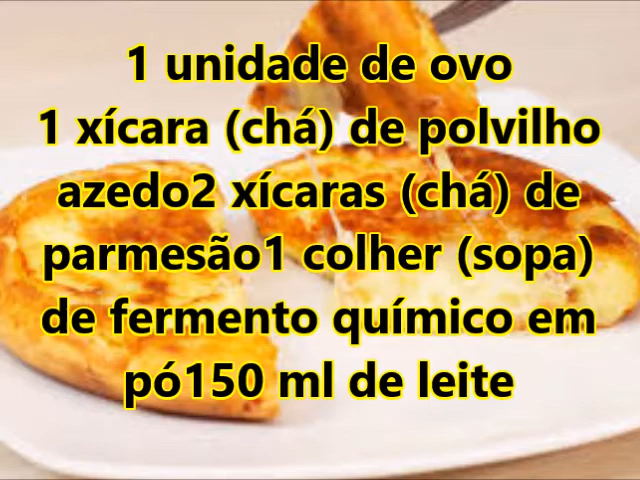 1 unidade de ovo
1 xícara (chá) de polvilho
azedo2 xícaras (chá) de
parmesão1 colher (sopa)
de fermento químico em
pó150 ml de leite